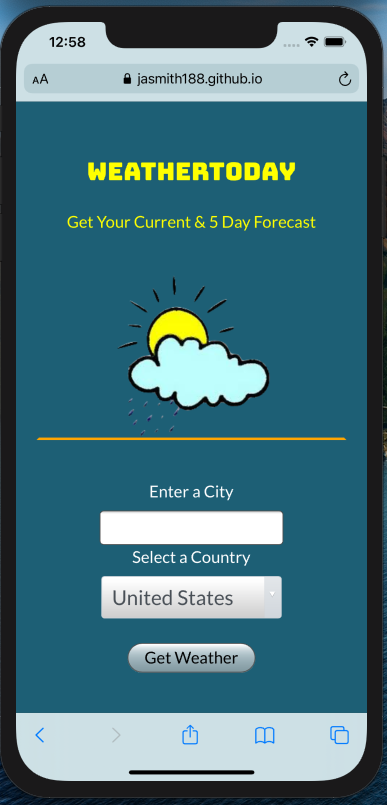 12:58
AA jasmith188.github.io
WEATHERTODAY
Get Your Current & 5 Day Forecast
Enter a City
Select a Country
United States
Get Weather